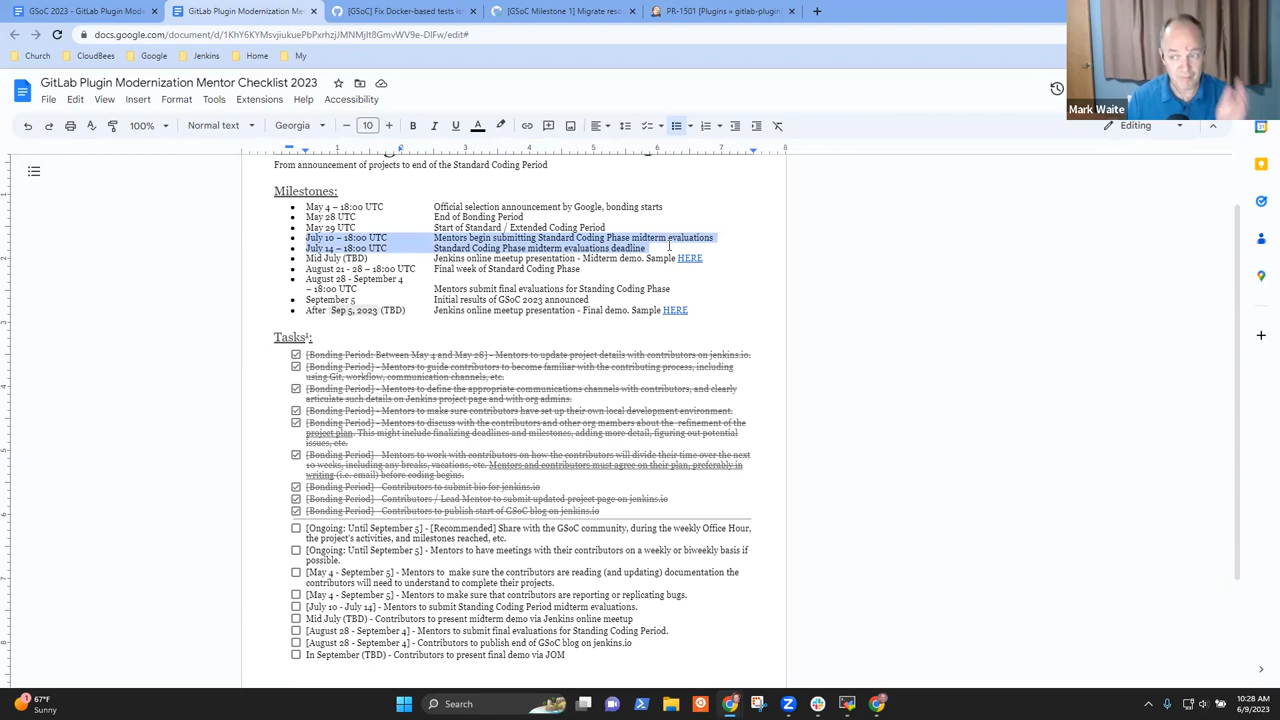 GSoC - GitLab Plugin Moderniz
GitLab Plugin Modernization Me
[GSoC] Fix Docker-based tests is
[GSoC Milestone 1] Migrate reso
PR-1501 [Plugins » gitlab-plugin
docs.google.com/document/d/1KhY6KYMsvjiukuePbPxrhzjJMNMjIt8GmvWV9e-DIFw/edit#
Church
CloudBees
Google
Jenkins
Home
My
GitLab Plugin Modernization Mentor Checklist 2023
File Edit View Insert Format Tools Extensions Help Accessibility
100%
Normal text
Georgia
10
Editing
Mark Waite
1 2 3 4 5 6 7 8
From announcement of projects to end of the Standard Coding Period
Milestones:
May 4 – 18:00 UTC Official selection announcement by Google, bonding starts
May 28 UTC End of Bonding Period
May 29 UTC Start of Standard / Extended Coding Period
July 10 – 18:00 UTC Mentors begin submitting Standard Coding Phase midterm evaluations
July 14 – 18:00 UTC Standard Coding Phase midterm evaluations deadline
Mid July (TBD) Jenkins online meetup presentation - Midterm demo. Sample HERE
August 21 - 28 – 18:00 UTC Final week of Standard Coding Phase
August 28 - September 4
– 18:00 UTC Mentors submit final evaluations for Standing Coding Phase
September 5 Initial results of GSoC 2023 announced
After Sep 5, 2023 (TBD) Jenkins online meetup presentation - Final demo. Sample HERE
Tasks¹:
[Bonding Period: Between May 4 and May 28] - Mentors to update project details with contributors on jenkins.io.
[Bonding Period] - Mentors to guide contributors to become familiar with the contributing process, including
using Git, workflow, communication channels, etc.
[Bonding Period] - Mentors to define the appropriate communications channels with contributors, and clearly
articulate such details on Jenkins project page and with org admins.
[Bonding Period] - Mentors to make sure contributors have set up their own local development environment.
[Bonding Period] - Mentors to discuss with the contributors and other org members about the refinement of the
project plan. This might include finalizing deadlines and milestones, adding more detail, figuring out potential
issues, etc.
[Bonding Period] - Mentors to work with contributors on how the contributors will divide their time over the next
10 weeks, including any breaks, vacations, etc. Mentors and contributors must agree on their plan, preferably in
writing (i.e. email) before coding begins.
[Bonding Period] - Contributors to submit bio for jenkins.io
[Bonding Period] - Contributors / Lead Mentor to submit updated project page on jenkins.io
[Bonding Period] - Contributors to publish start of GSoC blog on jenkins.io
[Ongoing: Until September 5] - [Recommended] Share with the GSoC community, during the weekly Office Hour,
the project's activities, and milestones reached, etc.
[Ongoing: Until September 5] - Mentors to have meetings with their contributors on a weekly or biweekly basis if
possible.
[May 4 - September 5] - Mentors to make sure the contributors are reading (and updating) documentation the
contributors will need to understand to complete their projects.
[May 4 - September 5] - Mentors to make sure that contributors are reporting or replicating bugs.
[July 10 - July 14] - Mentors to submit Standing Coding Period midterm evaluations.
Mid July (TBD) - Contributors to present midterm demo via Jenkins online meetup
[August 28 - September 4] - Mentors to submit final evaluations for Standing Coding Period.
[August 28 - September 4] - Contributors to publish end of GSoC blog on jenkins.io
In September (TBD) - Contributors to present final demo via JOM
67°F
Sunny
Search
10:28 AM
6/9/2023